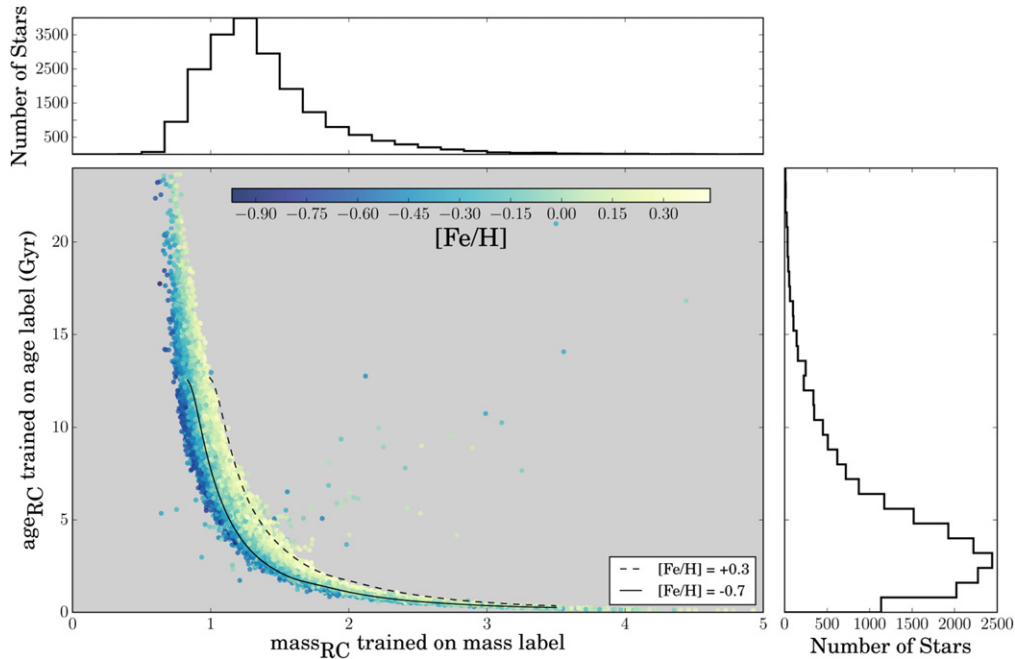 Number of Stars
3500
2500
1500
500
−0.90 −0.75 −0.60 −0.45 −0.30 −0.15 0.00 0.15 0.30
[Fe/H]
ageRC trained on age label (Gyr)
20
15
10
5
0
[Fe/H] = +0.3
[Fe/H] = -0.7
0 1 2 3 4 5
massRC trained on mass label
0 500 1000 1500 2000 2500
Number of Stars